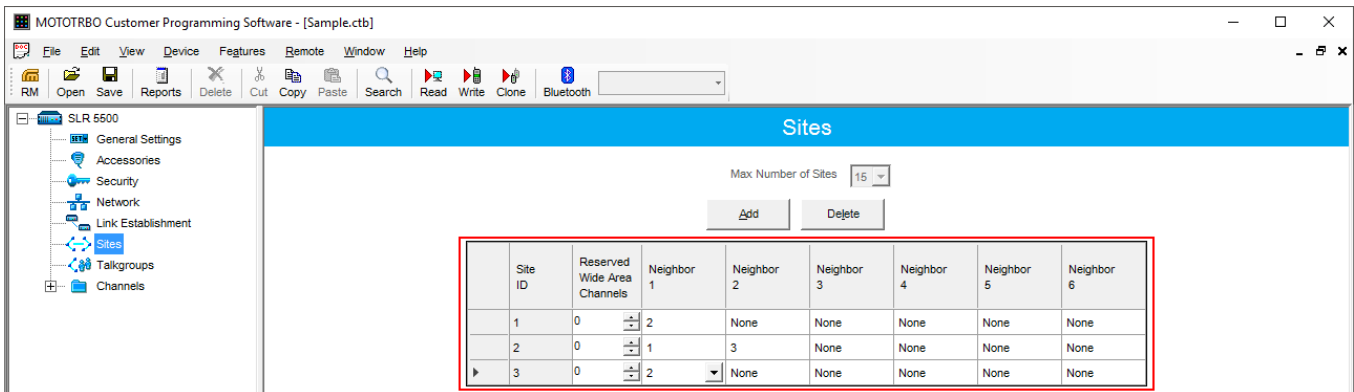 MOTOTRBO Customer Programming Software - [Sample.ctb]
File Edit View Device Features Remote Window Help
RM Open Save Reports Delete Cut Copy Paste Search Read Write Clone Bluetooth
SLR 5500
General Settings
Accessories
Security
Network
Link Establishment
Sites
Talkgroups
Channels
Sites
Max Number of Sites 15
Add Delete
Site ID Reserved Wide Area Channels Neighbor 1 Neighbor 2 Neighbor 3 Neighbor 4 Neighbor 5 Neighbor 6
1 0 2 None None None None None
2 0 1 3 None None None None
3 0 2 None None None None None